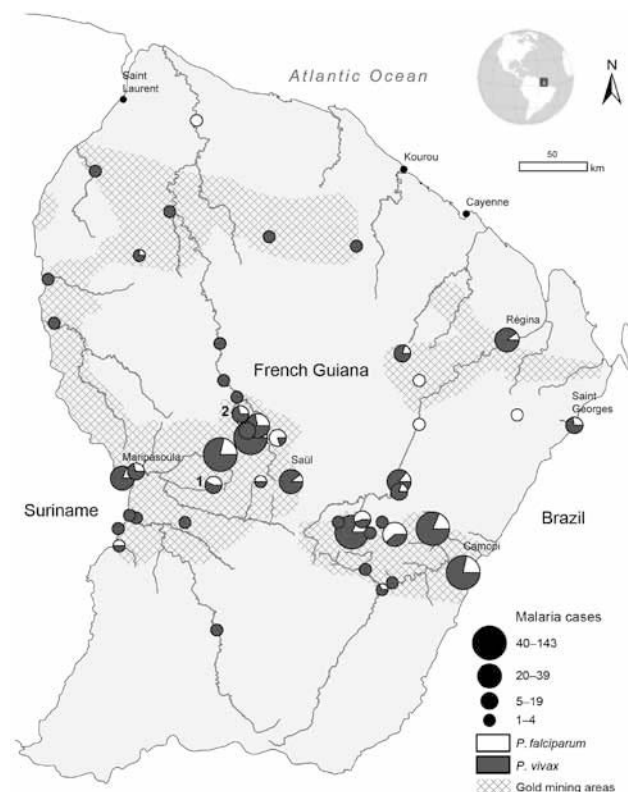 Atlantic Ocean
N
Saint
Laurent
50
km
Kourou
Cayenne
Régina
French Guiana
Saint
Georges
2
Maripasoula
Saül
1
Suriname
Brazil
Camopi
Malaria cases
40–143
20–39
5–19
1–4
P. falciparum
P. vivax
Gold mining areas